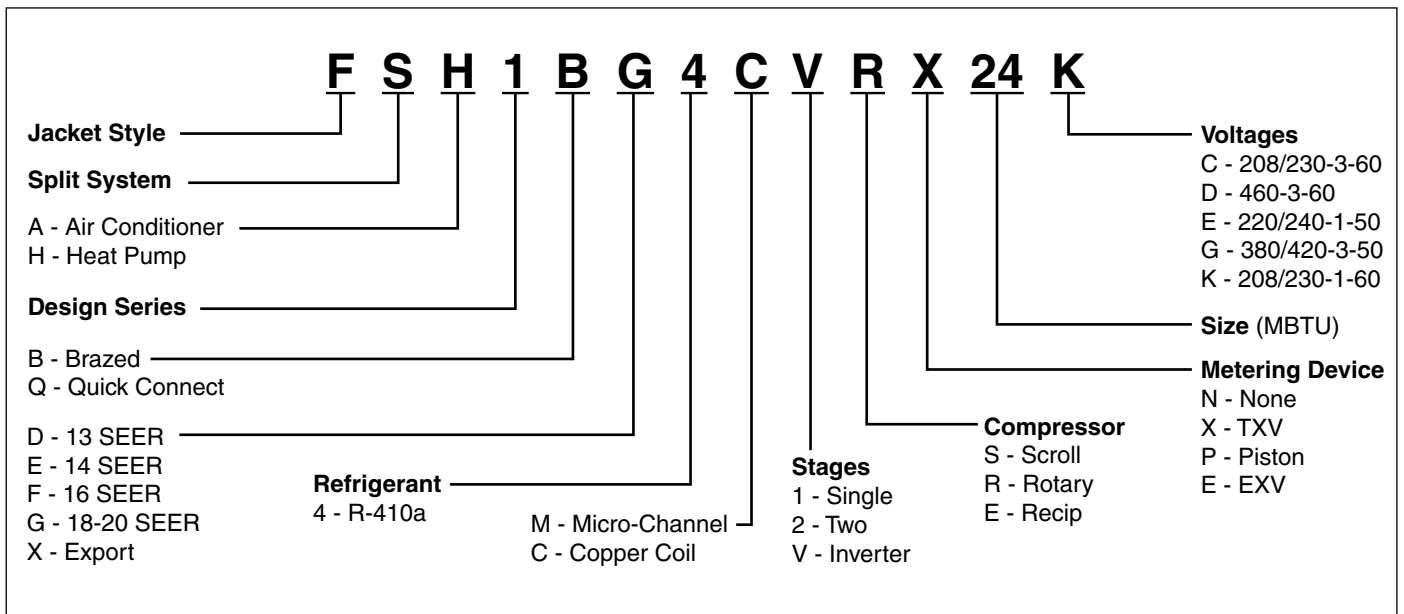 F S H 1 B G 4 C V R X 24 K
Jacket Style
Split System
A - Air Conditioner
H - Heat Pump
Design Series
B - Brazed
Q - Quick Connect
D - 13 SEER
E - 14 SEER
F - 16 SEER
G - 18-20 SEER
X - Export
Refrigerant
4 - R-410a
M - Micro-Channel
C - Copper Coil
Stages
1 - Single
2 - Two
V - Inverter
Compressor
S - Scroll
R - Rotary
E - Recip
Voltages
C - 208/230-3-60
D - 460-3-60
E - 220/240-1-50
G - 380/420-3-50
K - 208/230-1-60
Size (MBTU)
Metering Device
N - None
X - TXV
P - Piston
E - EXV